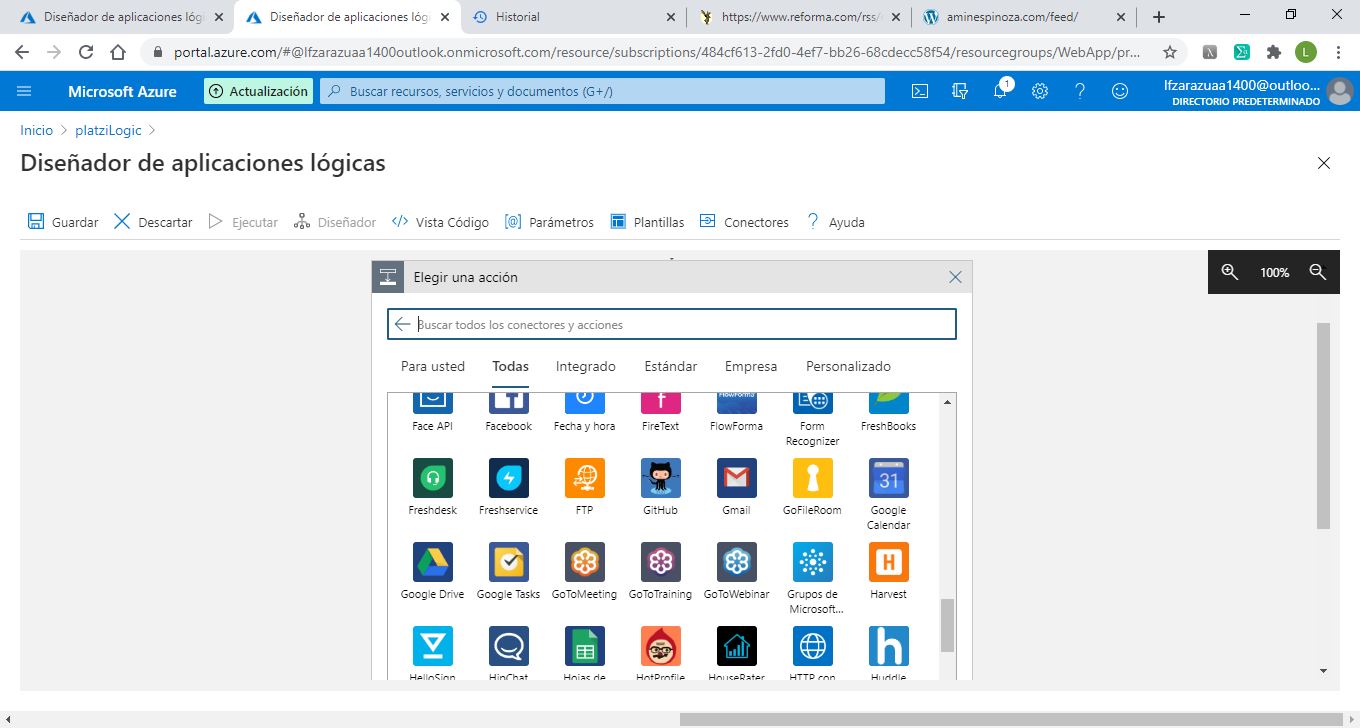 Diseñador de aplicaciones lógi
Diseñador de aplicaciones lógi
Historial
https://www.reforma.com/rss/
aminespinoza.com/feed/
portal.azure.com/#@lfzarazuaa1400outlook.onmicrosoft.com/resource/subscriptions/484cf613-2fd0-4ef7-bb26-68cdecc58f54/resourcegroups/WebApp/pr...
L
Microsoft Azure
Actualización
Buscar recursos, servicios y documentos (G+/)
1
lfzarazuaa1400@outloo...
DIRECTORIO PREDETERMINADO
Inicio > platziLogic >
Diseñador de aplicaciones lógicas
Guardar
Descartar
Ejecutar
Diseñador
Vista Código
Parámetros
Plantillas
Conectores
Ayuda
Elegir una acción
100%
Buscar todos los conectores y acciones
Para usted
Todas
Integrado
Estándar
Empresa
Personalizado
FlowForma
Face API
Facebook
Fecha y hora
FireText
FlowForma
Form
Recognizer
FreshBooks
31
Freshdesk
Freshservice
FTP
GitHub
Gmail
GoFileRoom
Google
Calendar
Google Drive
Google Tasks
GoToMeeting
GoToTraining
GoToWebinar
Grupos de
Microsoft...
Harvest
HelloSign
HipChat
Hojas de
HotProfile
HouseRater
HTTP con
Huddle